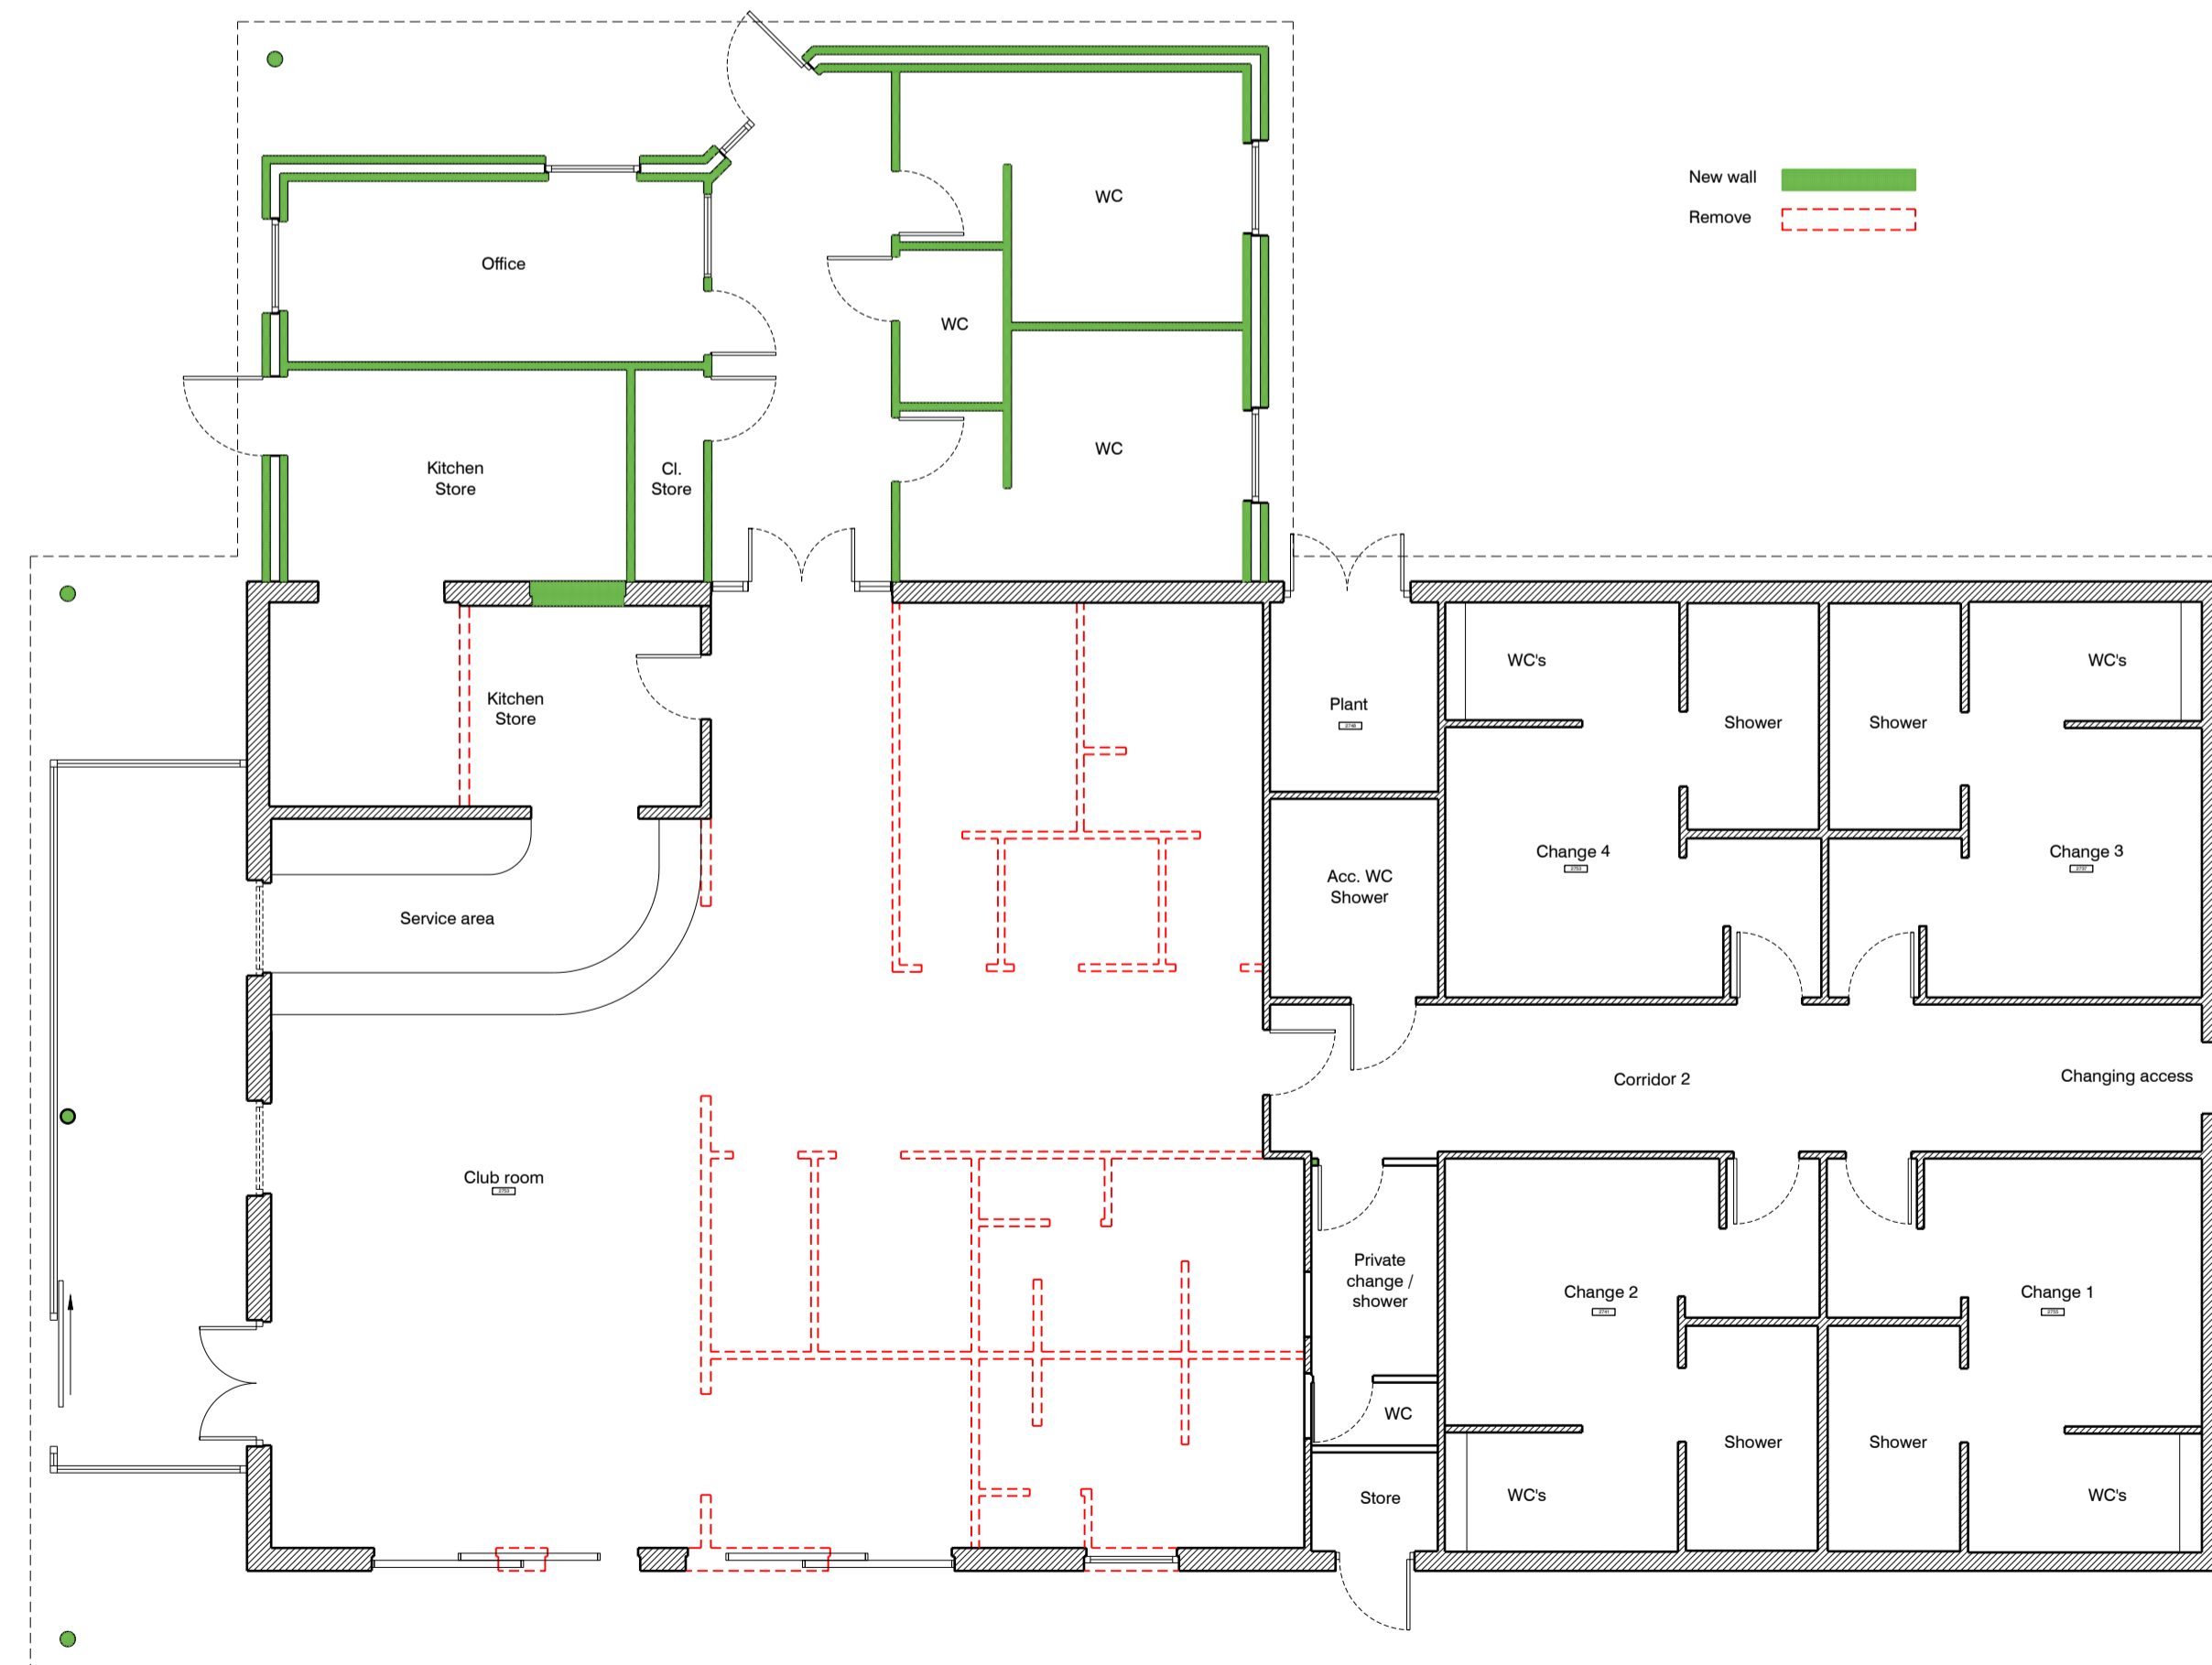 New wall
Remove
WC
Office
WC
WC
Kitchen
Store
Cl.
Store
WC's
WC's
Plant
Shower
Shower
Kitchen
Store
Change 4
Change 3
Acc. WC
Shower
Service area
Corridor 2
Changing access
Club room
Private
change /
shower
Change 2
Change 1
WC
Shower
Shower
Store
WC's
WC's